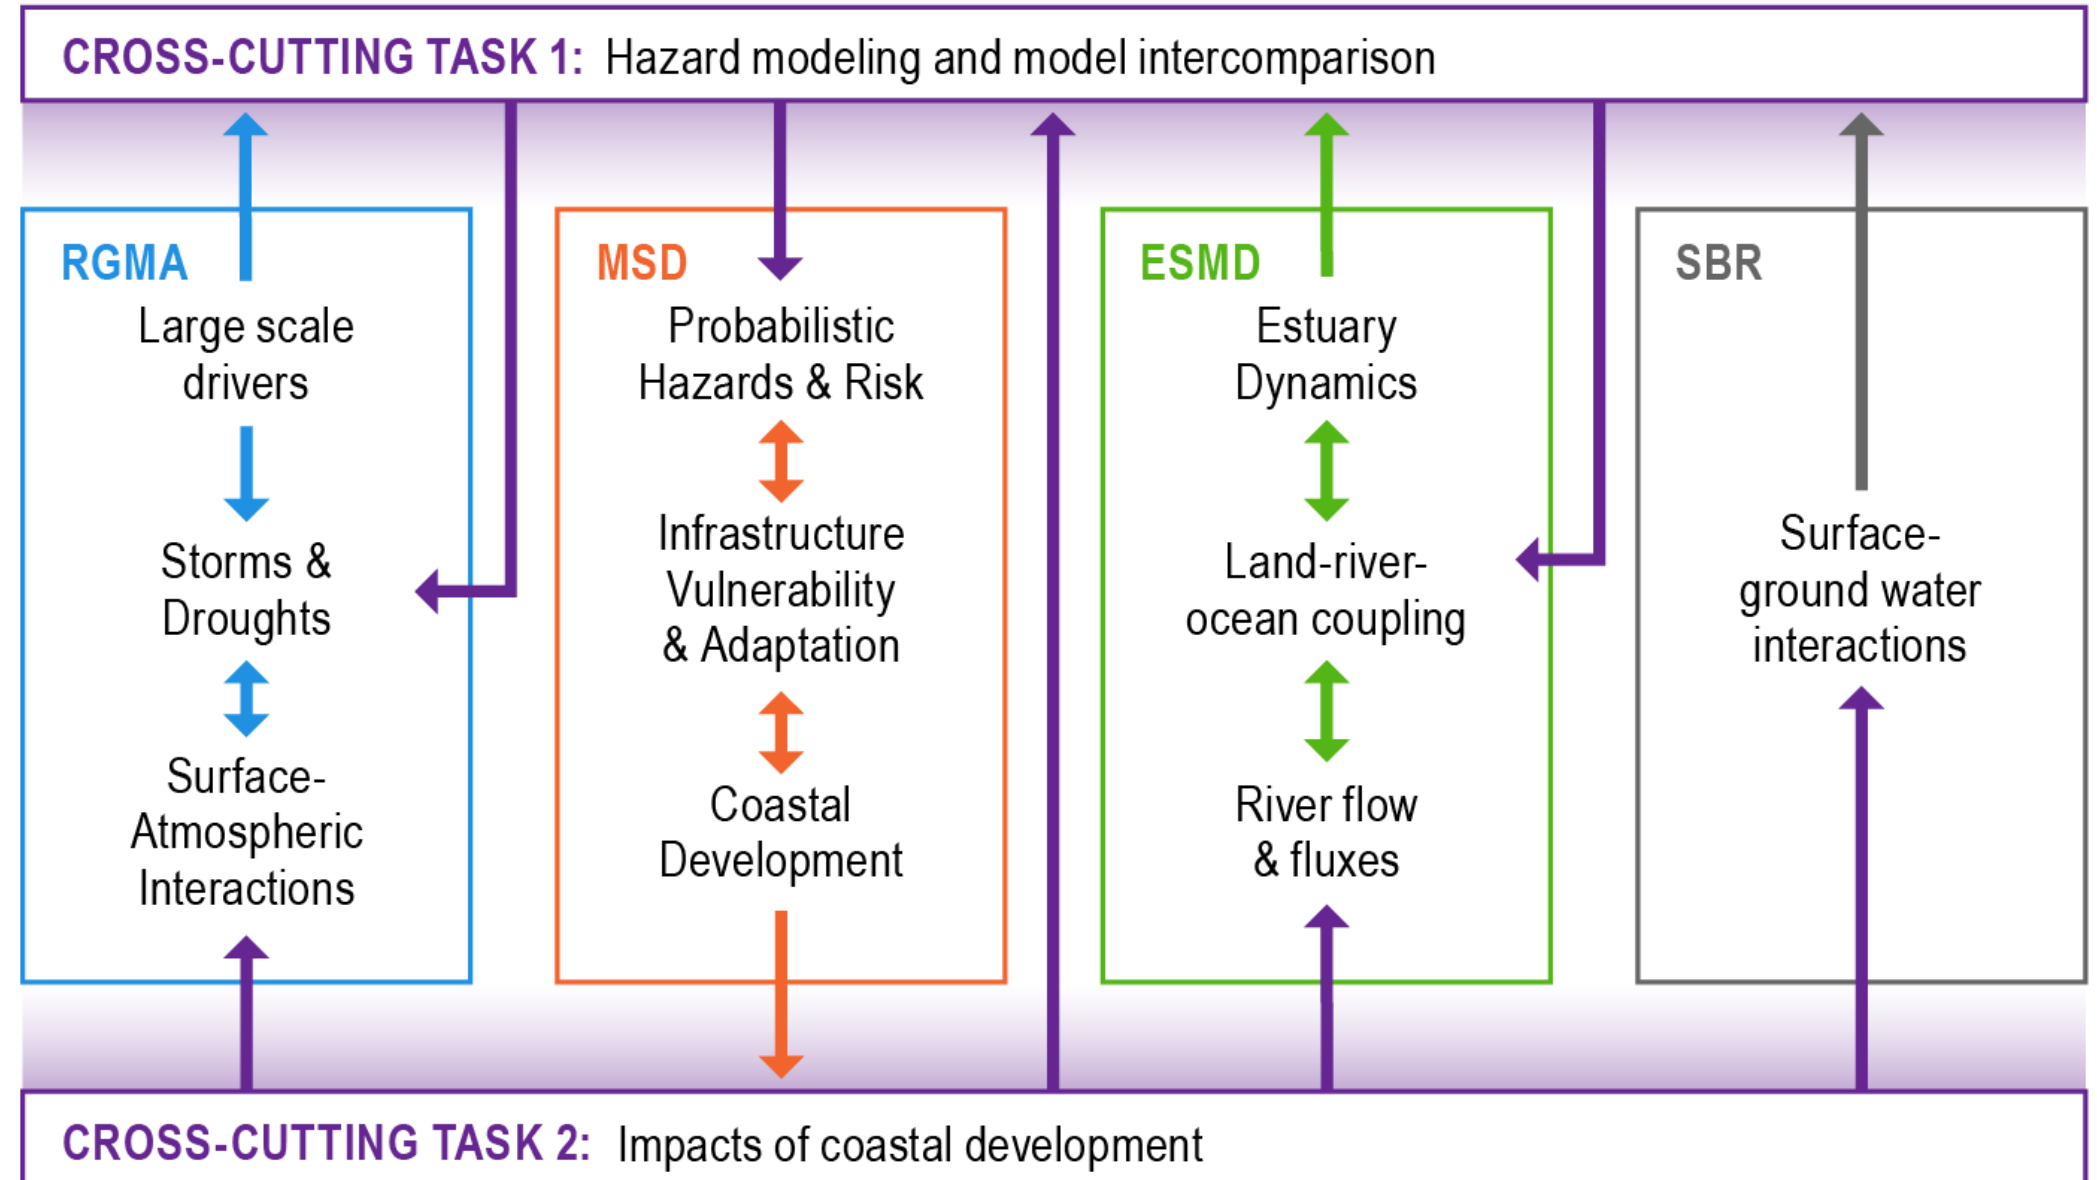 CROSS-CUTTING TASK 1: Hazard modeling and model intercomparison
RGMA
Large scale
drivers
Storms &
Droughts
Surface-
Atmospheric
Interactions
MSD
Probabilistic
Hazards & Risk
Infrastructure
Vulnerability
& Adaptation
Coastal
Development
ESMD
Estuary
Dynamics
Land-river-
ocean coupling
River flow
& fluxes
SBR
Surface-
ground water
interactions
CROSS-CUTTING TASK 2: Impacts of coastal development